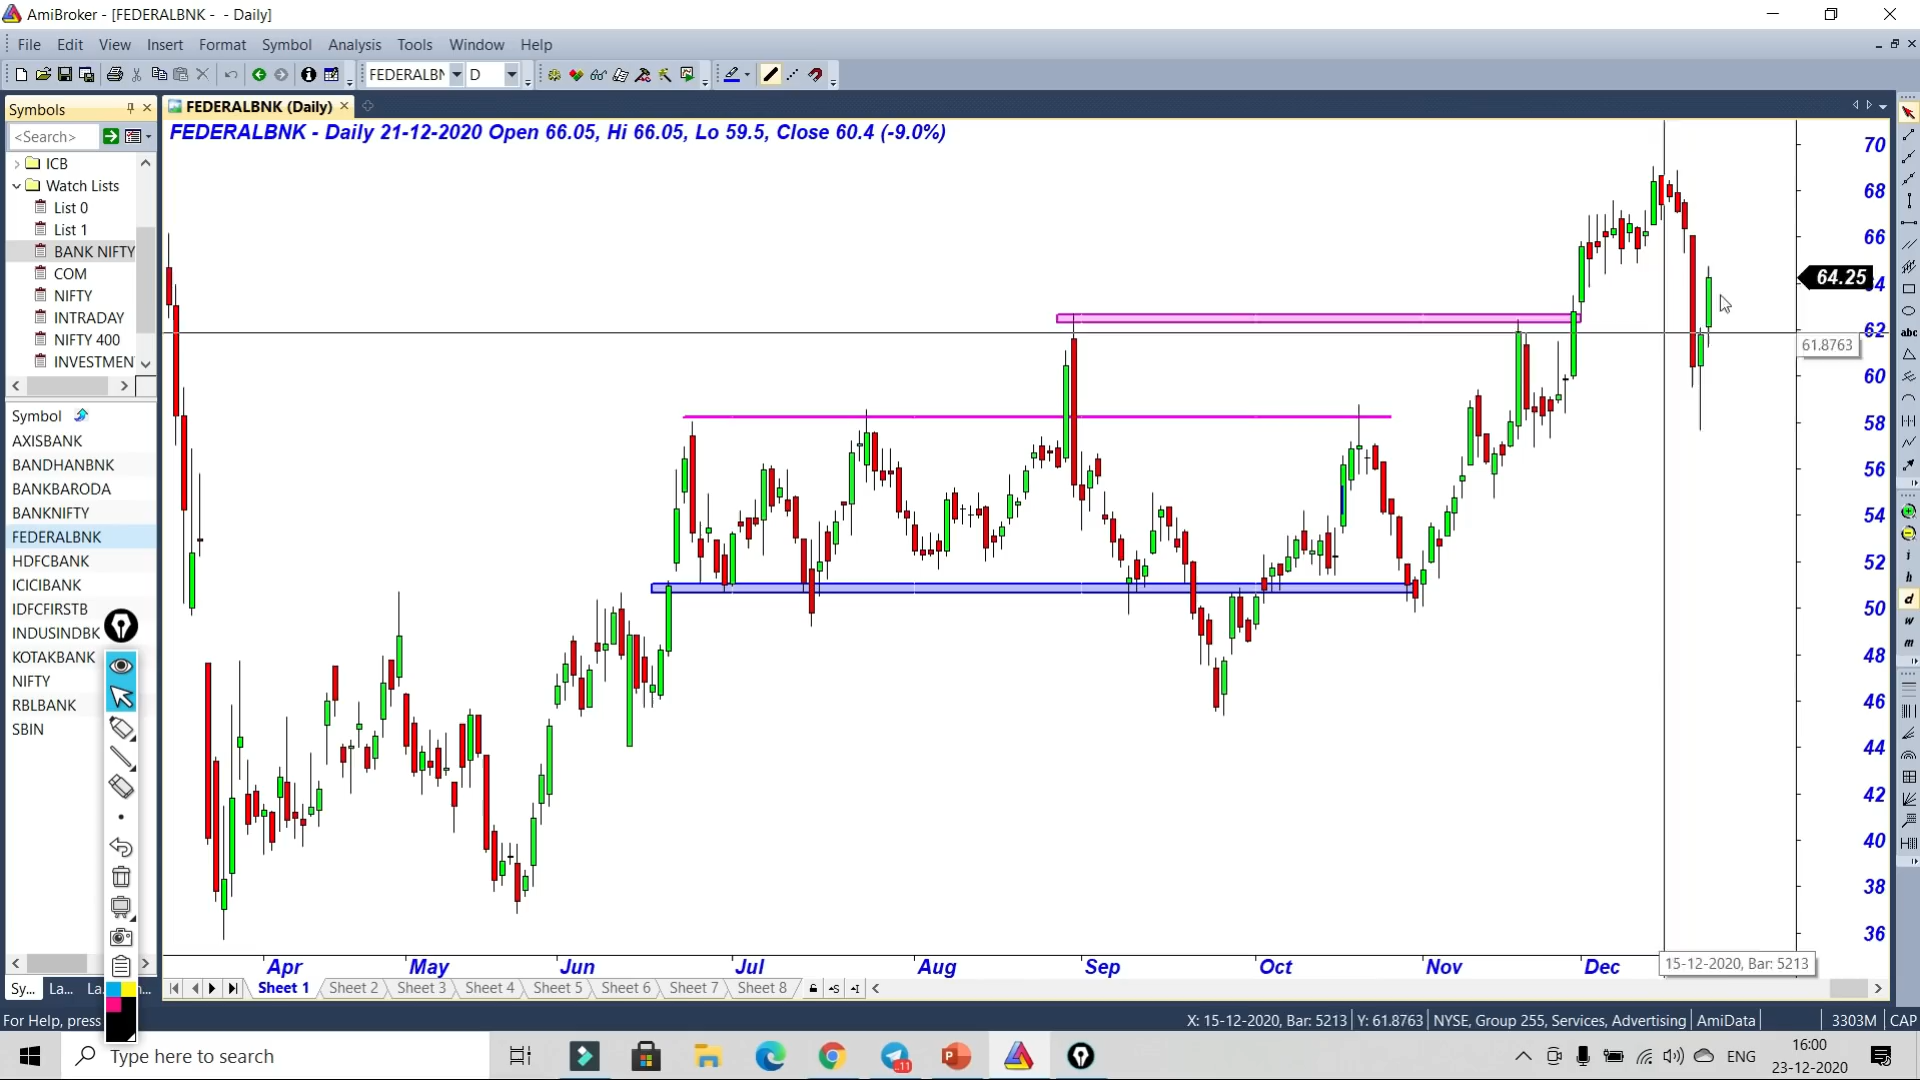 AmiBroker - [FEDERALBNK - - Daily]
File Edit View Insert Format Symbol Analysis Tools Window Help
FEDERALBN D
Symbols
FEDERALBNK (Daily)
<Search>
FEDERALBNK - Daily 21-12-2020 Open 66.05, Hi 66.05, Lo 59.5, Close 60.4 (-9.0%)
ICB
Watch Lists
List 0
List 1
BANK NIFTY
COM
NIFTY
INTRADAY
NIFTY 400
INVESTMEN
Symbol
AXISBANK
BANDHANBNK
BANKBARODA
BANKNIFTY
FEDERALBNK
HDFCBANK
ICICIBANK
IDFCFIRSTB
INDUSINDBK
KOTAKBANK
NIFTY
RBLBANK
SBIN
70
68
66
64.25
4
62
61.8763
60
58
56
54
52
50
48
46
44
42
40
38
36
abc
i
h
d
w
m
Apr May Jun Jul Aug Sep Oct Nov Dec
15-12-2020, Bar: 5213
Sy... La... La...
Sheet 1 Sheet 2 Sheet 3 Sheet 4 Sheet 5 Sheet 6 Sheet 7 Sheet 8
For Help, press
X: 15-12-2020, Bar: 5213 Y: 61.8763 NYSE, Group 255, Services, Advertising AmiData 3303M CAP
Type here to search
ENG
16:00
23-12-2020